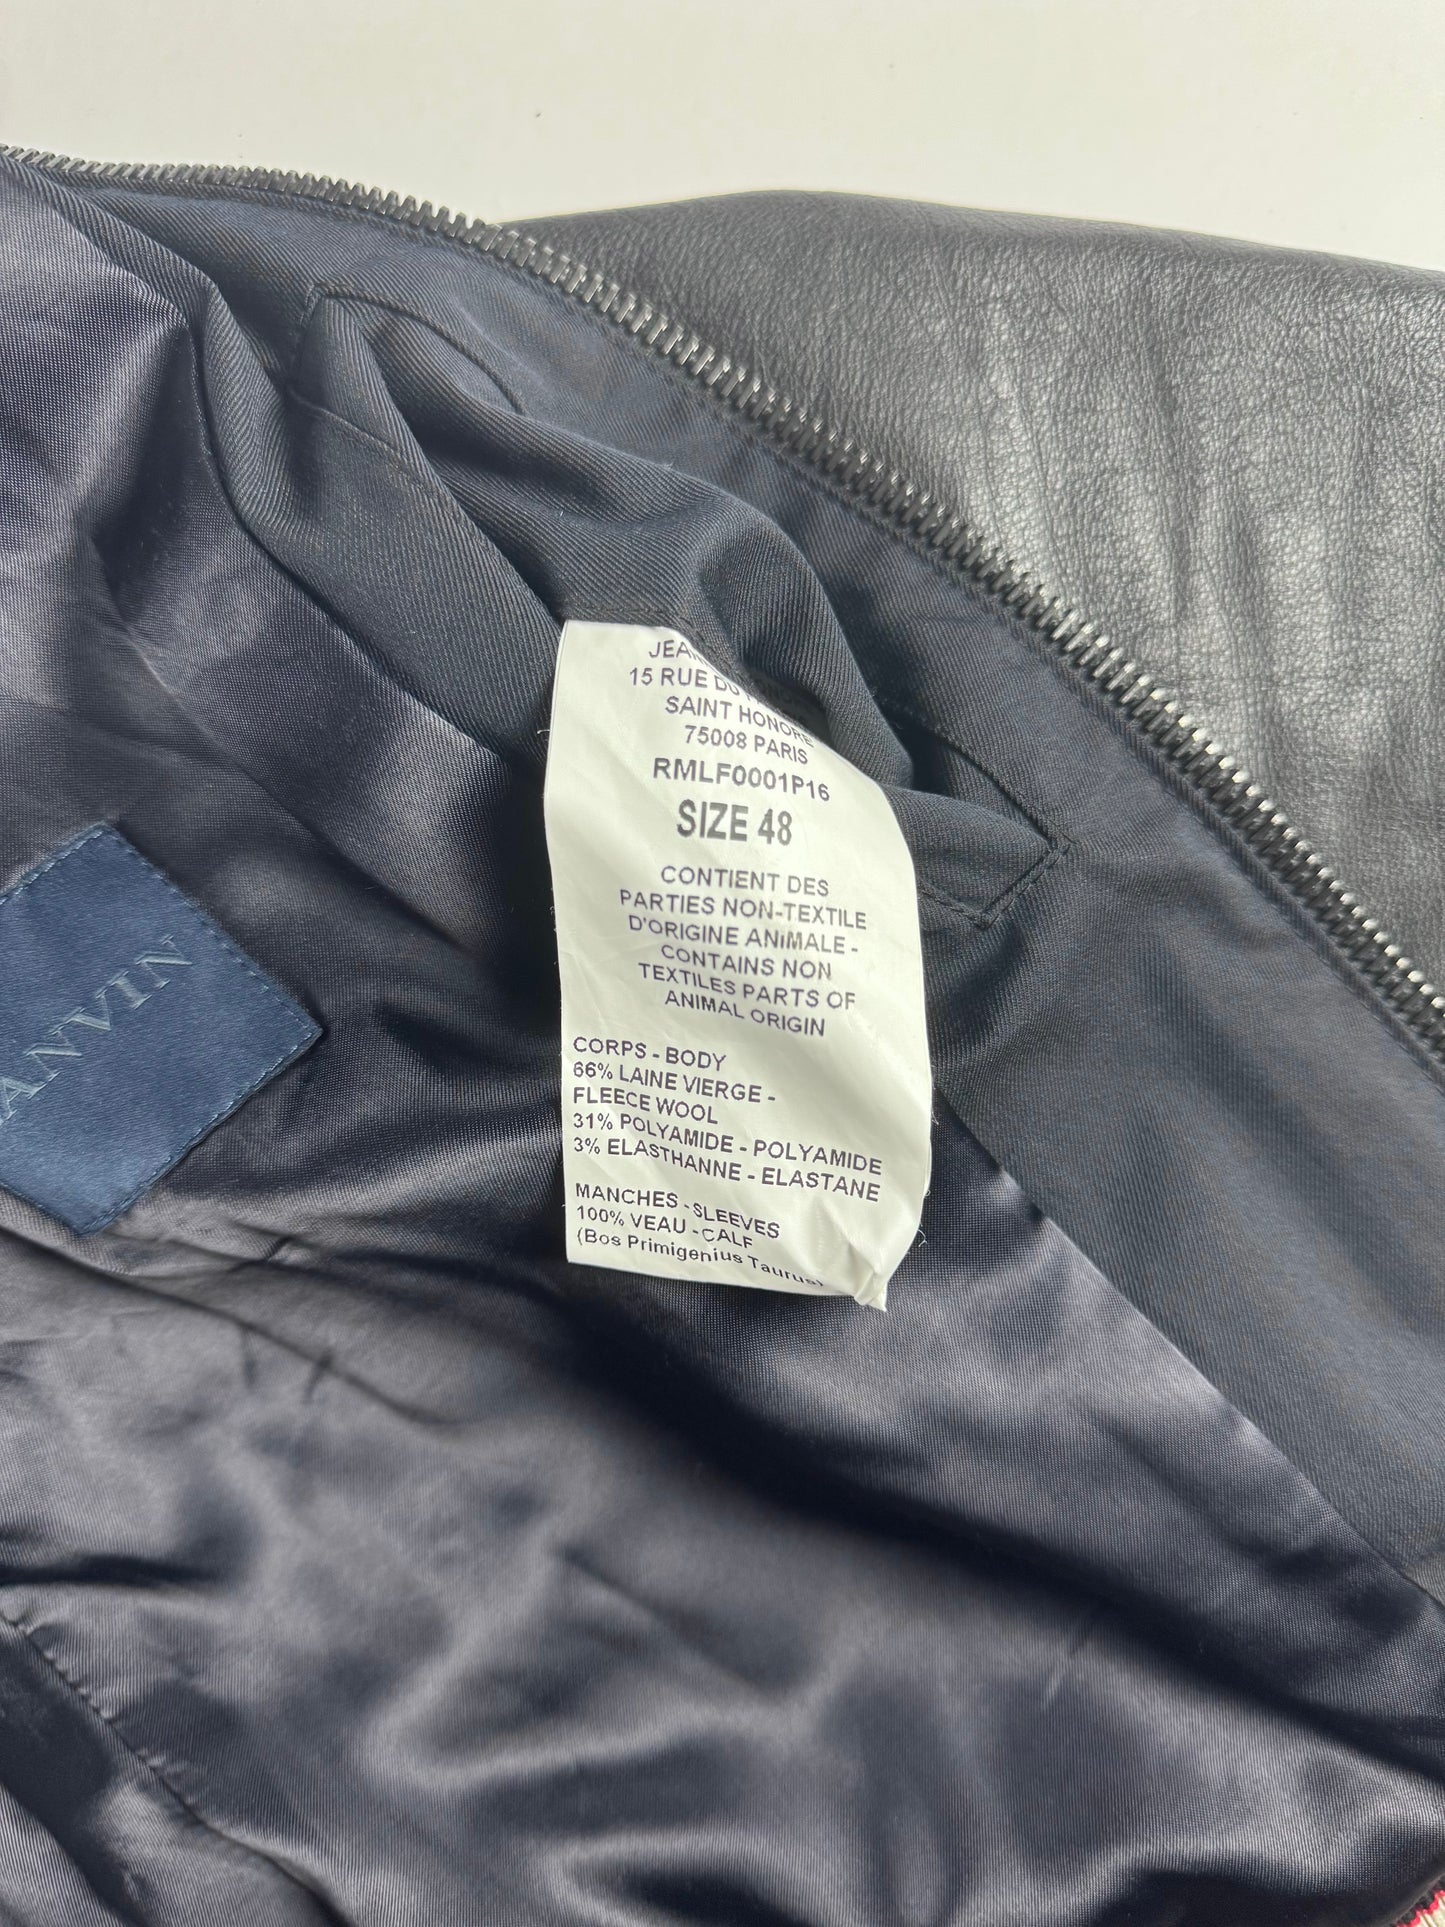 15 RUE DU
SAINT HONORE
75008 PARIS
RMLF0001P16
SIZE 48
CONTIENT DES
PARTIES NON-TEXTILE
D'ORIGINE ANIMALE -
CONTAINS NON
TEXTILES PARTS OF
ANIMAL ORIGIN
CORPS - BODY
66% LAINE VIERGE -
FLEECE WOOL
31% POLYAMIDE - POLYAMIDE
3% ELASTHANNE - ELASTANE
MANCHES - SLEEVES
100% VEAU - CALF
(Bos Primigenius Taurus)
ANVIN